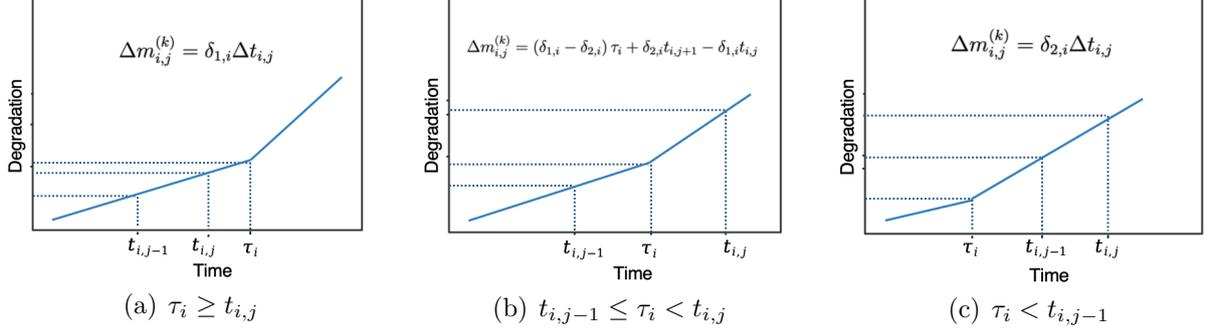 Δm_{i,j}^{(k)} = δ_{1,i}Δt_{i,j}
Degradation
t_{i,j−1} t_{i,j} τ_i
Time
(a) τ_i ≥ t_{i,j}
Δm_{i,j}^{(k)} = (δ_{1,i} − δ_{2,i}) τ_i + δ_{2,i}t_{i,j+1} − δ_{1,i}t_{i,j}
Degradation
t_{i,j−1} τ_i t_{i,j}
Time
(b) t_{i,j−1} ≤ τ_i < t_{i,j}
Δm_{i,j}^{(k)} = δ_{2,i}Δt_{i,j}
Degradation
τ_i t_{i,j−1} t_{i,j}
Time
(c) τ_i < t_{i,j−1}